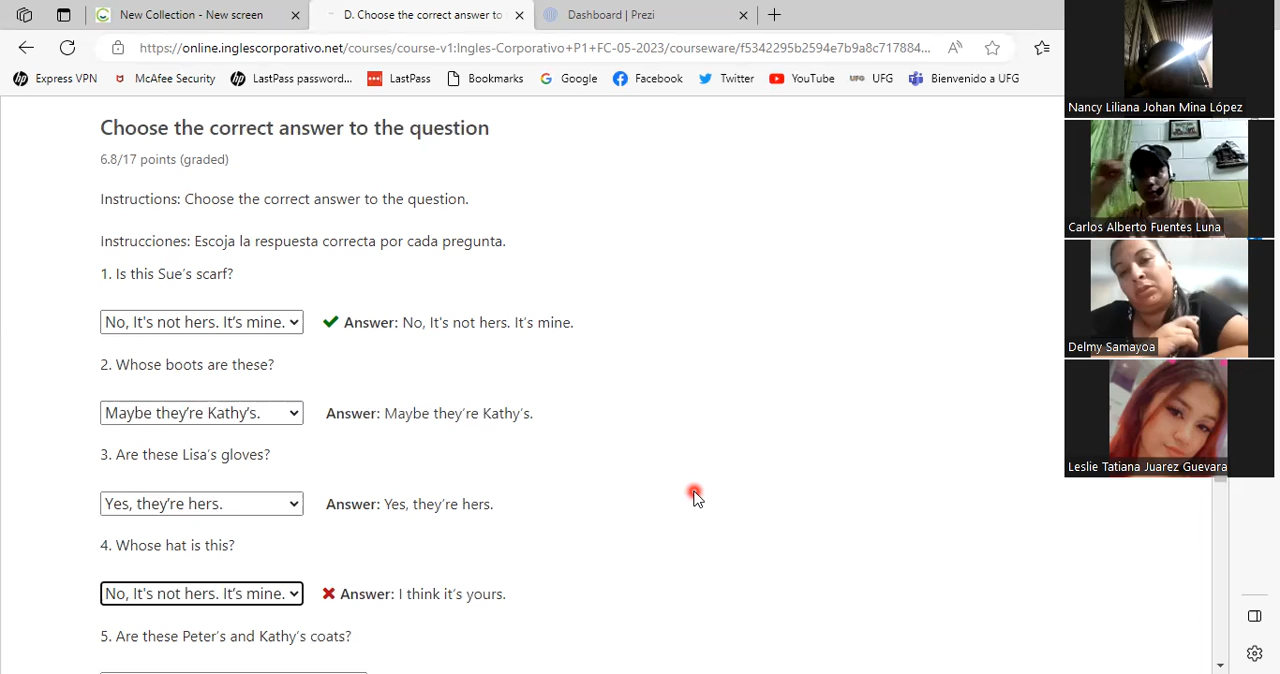 New Collection - New screen
D. Choose the correct answer to
Dashboard | Prezi
https://online.inglescorporativo.net/courses/course-v1:Ingles-Corporativo+P1+FC-05-2023/courseware/f5342295b2594e7b9a8c717884...
Express VPN
McAfee Security
LastPass password...
LastPass
Bookmarks
Google
Facebook
Twitter
YouTube
UFG
UFG
Bienvenido a UFG
Choose the correct answer to the question
6.8/17 points (graded)
Instructions: Choose the correct answer to the question.
Instrucciones: Escoja la respuesta correcta por cada pregunta.
1. Is this Sue's scarf?
No, It's not hers. It's mine.
Answer: No, It's not hers. It's mine.
2. Whose boots are these?
Maybe they're Kathy's.
Answer: Maybe they're Kathy's.
3. Are these Lisa's gloves?
Yes, they're hers.
Answer: Yes, they're hers.
4. Whose hat is this?
No, It's not hers. It's mine.
Answer: I think it's yours.
5. Are these Peter's and Kathy's coats?
Nancy Liliana Johan Mina López
Carlos Alberto Fuentes Luna
Delmy Samayoa
Leslie Tatiana Juarez Guevara